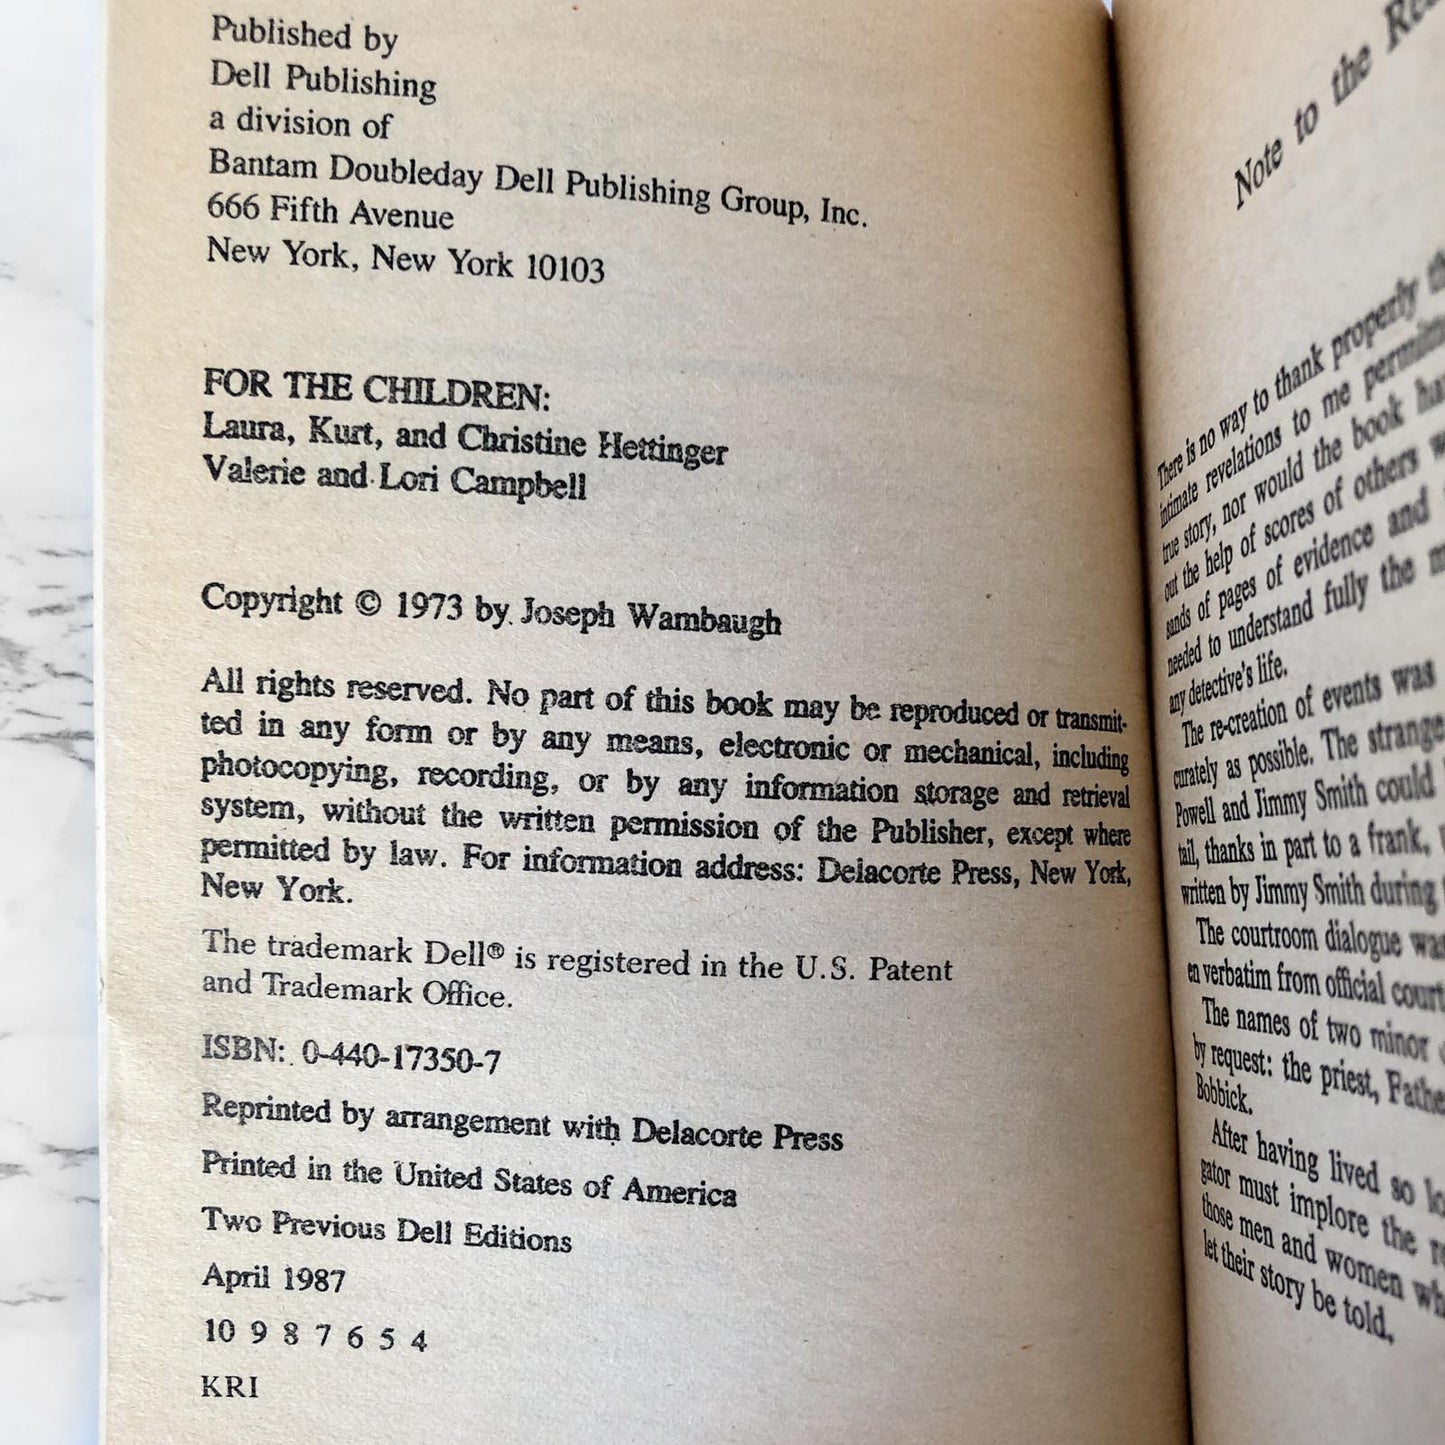 Published by
Dell Publishing
a division of
Bantam Doubleday Dell Publishing Group, Inc.
666 Fifth Avenue
New York, New York 10103
FOR THE CHILDREN:
Laura, Kurt, and Christine Hettinger
Valerie and Lori Campbell
Copyright © 1973 by Joseph Wambaugh
All rights reserved. No part of this book may be reproduced or transmit-
ted in any form or by any means, electronic or mechanical, including
photocopying, recording, or by any information storage and retrieval
system, without the written permission of the Publisher, except where
permitted by law. For information address: Delacorte Press, New York,
New York.
The trademark Dell® is registered in the U.S. Patent
and Trademark Office.
ISBN: 0-440-17350-7
Reprinted by arrangement with Delacorte Press
Printed in the United States of America
Two Previous Dell Editions
April 1987
10 9 8 7 6 5 4
KRI
Note to the
There is no way to thank properly
intimate revelations to me
true story, nor would the book
out the help of scores of others
sands of pages of evidence and
needed to understand fully the
any detective's life.
The re-creation of events was
curately as possible. The strange
Powell and Jimmy Smith could
tail, thanks in part to a frank,
written by Jimmy Smith during
The courtroom dialogue
en verbatim from official court
The names of two minor
by request: the priest,
Bobbick.
After having lived so
gator must implore the
those men and women
let their story be told.